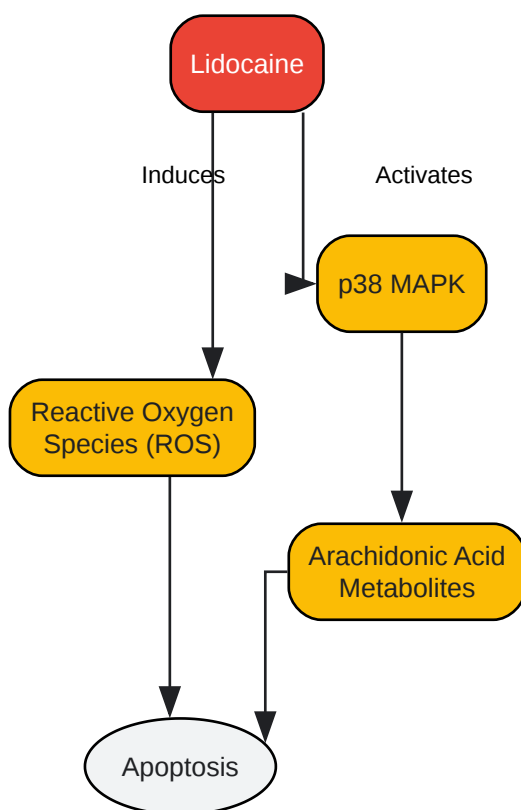 Lidocaine
Induces
Activates
p38 MAPK
Reactive Oxygen
Species (ROS)
Arachidonic Acid
Metabolites
Apoptosis